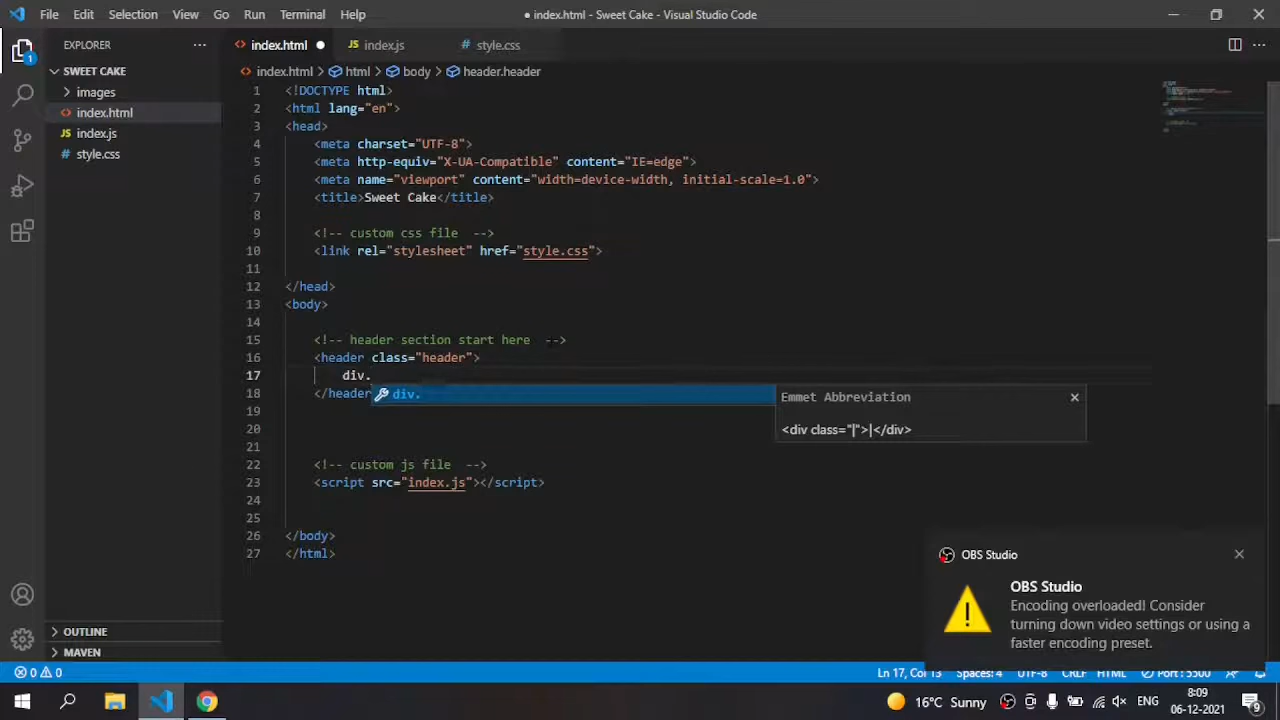 File Edit Selection View Go Run Terminal Help
● index.html - Sweet Cake - Visual Studio Code
EXPLORER
1
SWEET CAKE
images
index.html
index.js
style.css
OUTLINE
MAVEN
index.html ●
JS index.js
# style.css
index.html > html > body > header.header
1 <!DOCTYPE html>
2 <html lang="en">
3 <head>
4 <meta charset="UTF-8">
5 <meta http-equiv="X-UA-Compatible" content="IE=edge">
6 <meta name="viewport" content="width=device-width, initial-scale=1.0">
7 <title>Sweet Cake</title>
8
9 <!-- custom css file -->
10 <link rel="stylesheet" href="style.css">
11
12 </head>
13 <body>
14
15 <!-- header section start here -->
16 <header class="header">
17 div.
18 </header
div.
Emmet Abbreviation
<div class="|">|</div>
19
20
21
22 <!-- custom js file -->
23 <script src="index.js"></script>
24
25
26 </body>
27 </html>
OBS Studio
OBS Studio
Encoding overloaded! Consider
turning down video settings or using a
faster encoding preset.
0 0
Ln 17, Col 13 Spaces: 4 UTF-8 CRLF HTML Port : 5500
16°C Sunny
ENG
8:09
06-12-2021
9